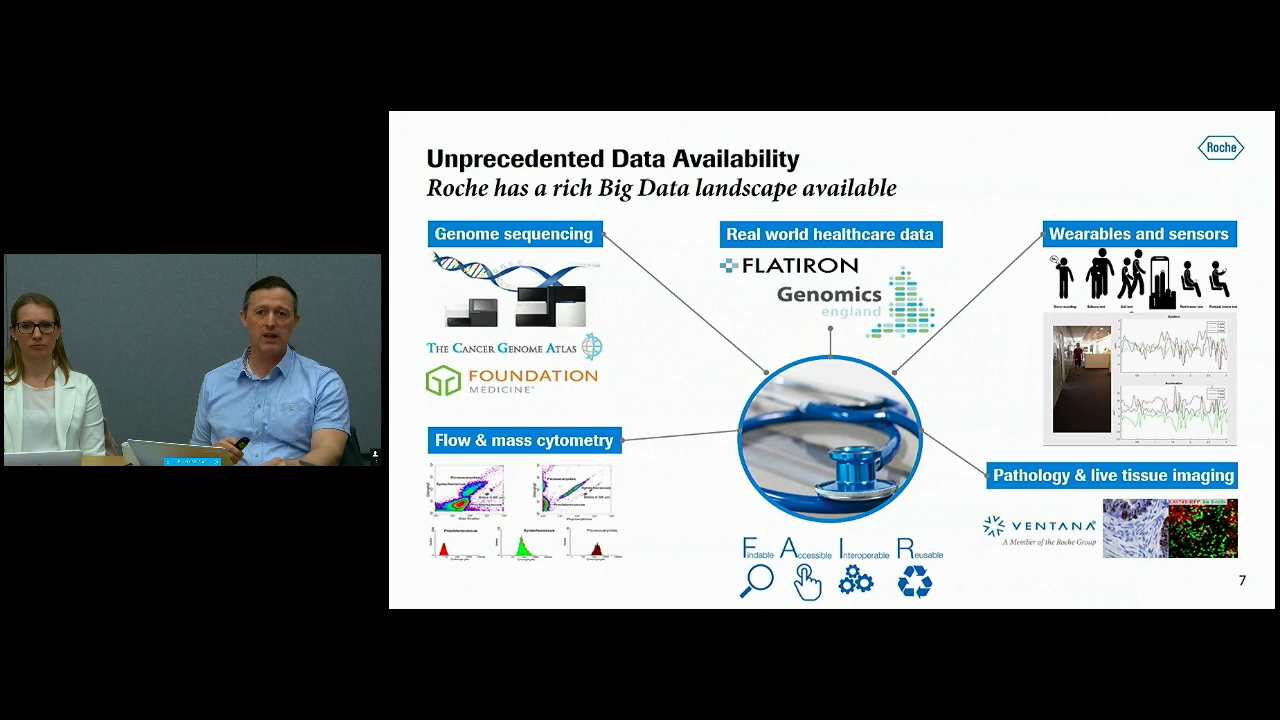 Unprecedented Data Availability
Roche has a rich Big Data landscape available
Roche
Genome sequencing
Real world healthcare data
Wearables and sensors
FLATIRON
Genomics
england
THE CANCER GENOME ATLAS
FOUNDATION
MEDICINE
Flow & mass cytometry
Pathology & live tissue imaging
VENTANA
A Member of the Roche Group
Findable Accessible Interoperable Reusable
7